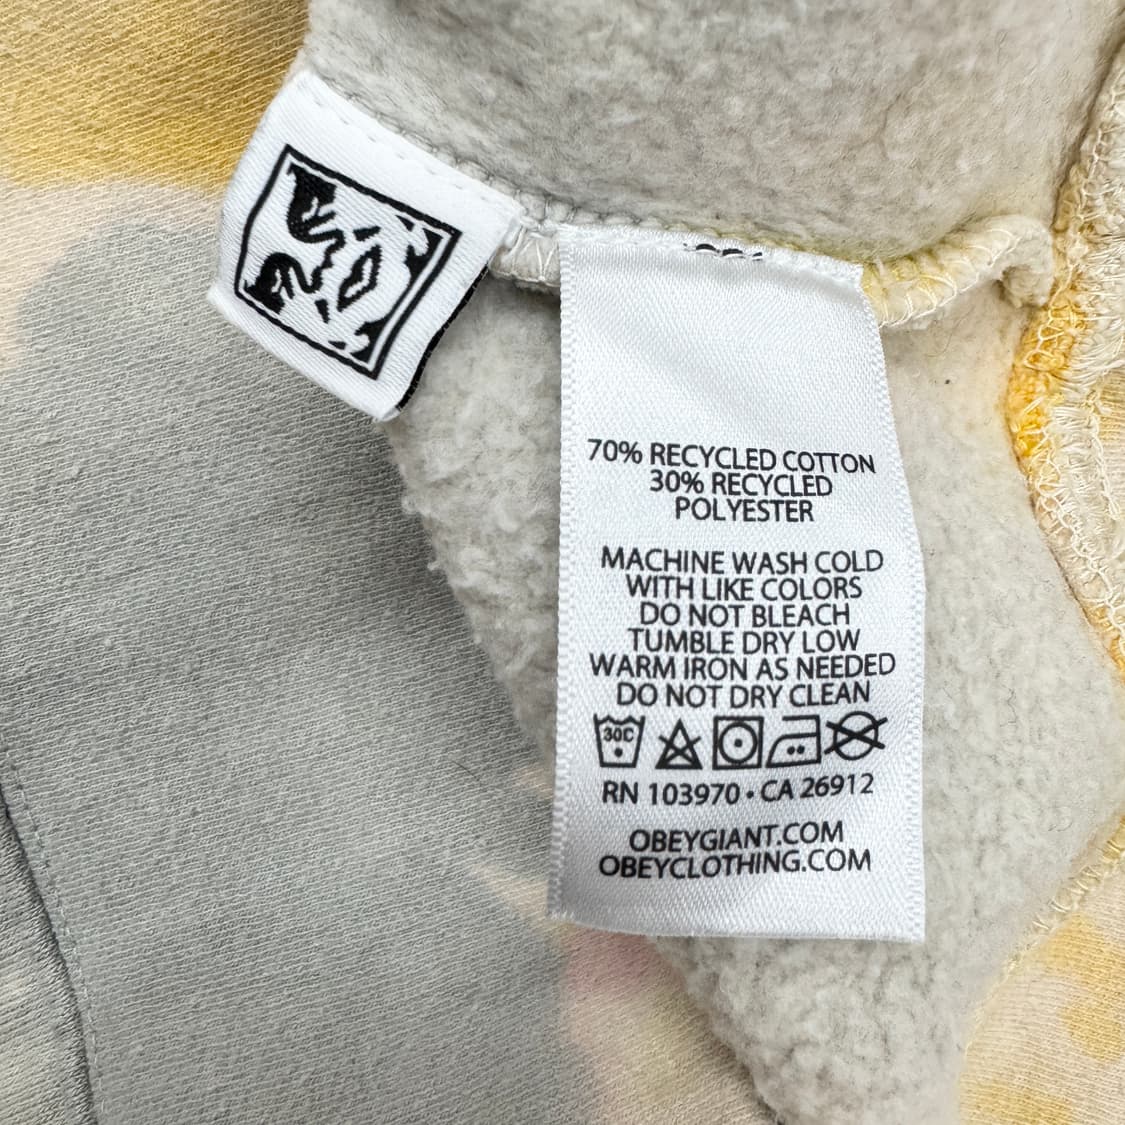 70% RECYCLED COTTON
30% RECYCLED
POLYESTER
MACHINE WASH COLD
WITH LIKE COLORS
DO NOT BLEACH
TUMBLE DRY LOW
WARM IRON AS NEEDED
DO NOT DRY CLEAN
30C
RN 103970 • CA 26912
OBEYGIANT.COM
OBEYCLOTHING.COM